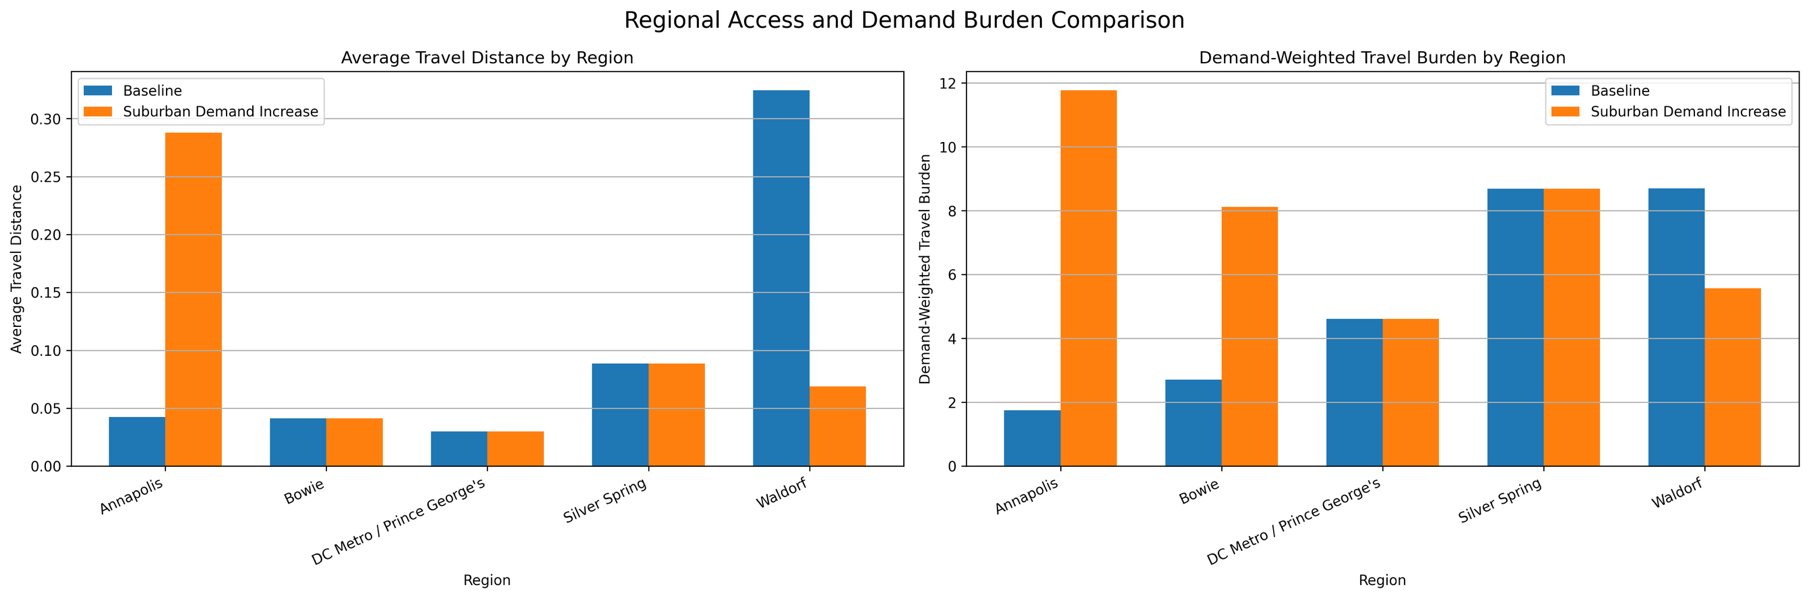 Regional Access and Demand Burden Comparison
Average Travel Distance by Region
Baseline
Suburban Demand Increase
Average Travel Distance
0.30
0.25
0.20
0.15
0.10
0.05
0.00
Annapolis
Bowie
DC Metro / Prince George's
Silver Spring
Waldorf
Region
Demand-Weighted Travel Burden by Region
Baseline
Suburban Demand Increase
Demand-Weighted Travel Burden
12
10
8
6
4
2
0
Annapolis
Bowie
DC Metro / Prince George's
Silver Spring
Waldorf
Region